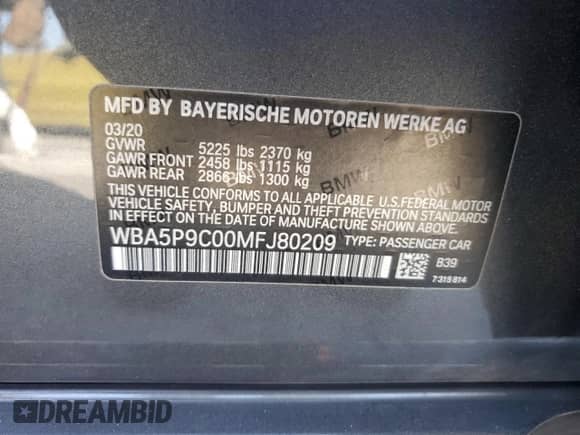 MFD BY BAYERISCHE MOTOREN WERKE AG
03/20
GVWR 5225 lbs 2370 kg
GAWR FRONT 2458 lbs 1115 kg
GAWR REAR 2866 lbs 1300 kg
THIS VEHICLE CONFORMS TO ALL APPLICABLE U.S. FEDERAL MOTOR
VEHICLE SAFETY, BUMPER AND THEFT PREVENTION STANDARDS
IN EFFECT ON THE DATE OF MANUFACTURE SHOWN ABOVE.
WBA5P9C00MFJ80209 TYPE: PASSENGER CAR
B39
7315814
DREAMBID